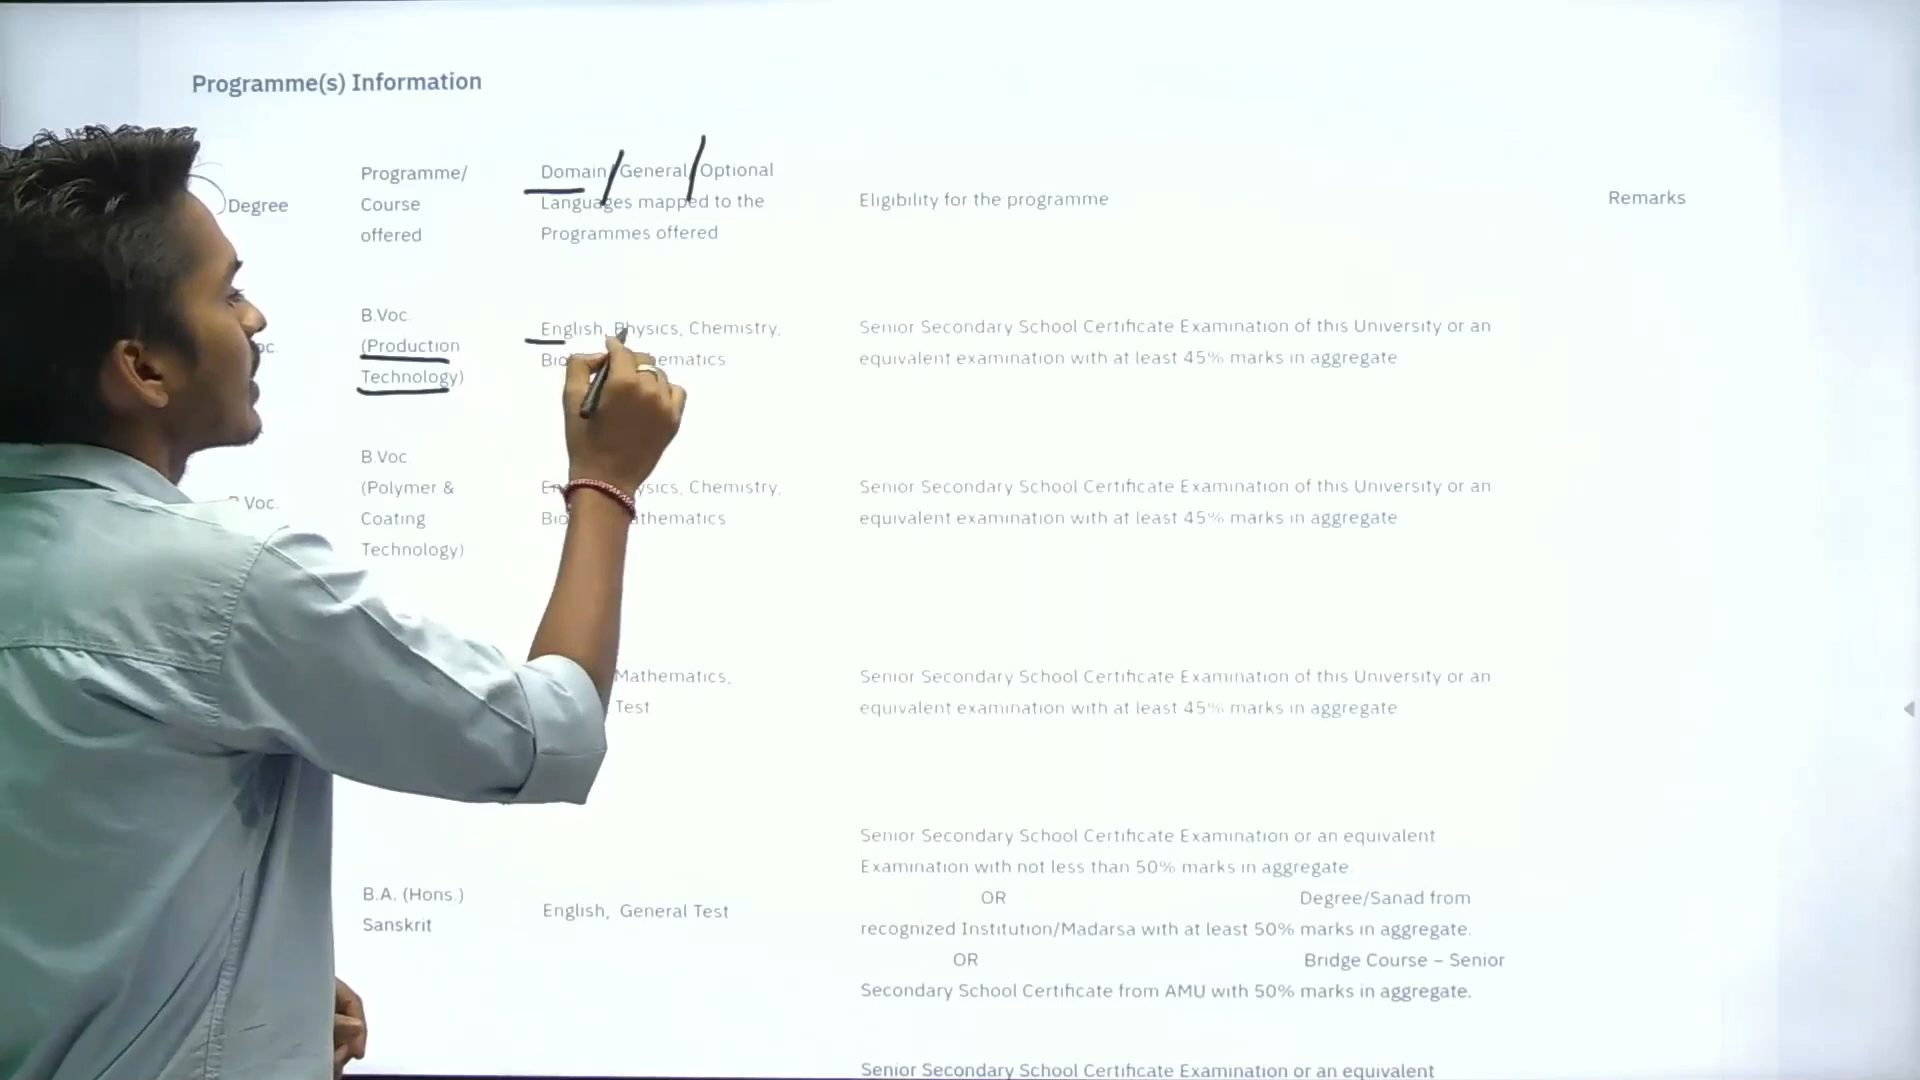 Programme(s) Information
Degree
Programme/
Course
offered
Domain/General/Optional
Languages mapped to the
Programmes offered
Eligibility for the programme
Remarks
B.Voc.
(Production
Technology)
English, Physics, Chemistry,
Mathematics
Senior Secondary School Certificate Examination of this University or an
equivalent examination with at least 45% marks in aggregate
Voc.
B.Voc.
(Polymer &
Coating
Technology)
Chemistry,
Mathematics
Senior Secondary School Certificate Examination of this University or an
equivalent examination with at least 45% marks in aggregate
Mathematics,
Test
Senior Secondary School Certificate Examination of this University or an
equivalent examination with at least 45% marks in aggregate
B.A. (Hons.)
Sanskrit
English, General Test
Senior Secondary School Certificate Examination or an equivalent
Examination with not less than 50% marks in aggregate.
OR Degree/Sanad from
recognized Institution/Madarsa with at least 50% marks in aggregate.
OR Bridge Course – Senior
Secondary School Certificate from AMU with 50% marks in aggregate.
Senior Secondary School Certificate Examination or an equivalent